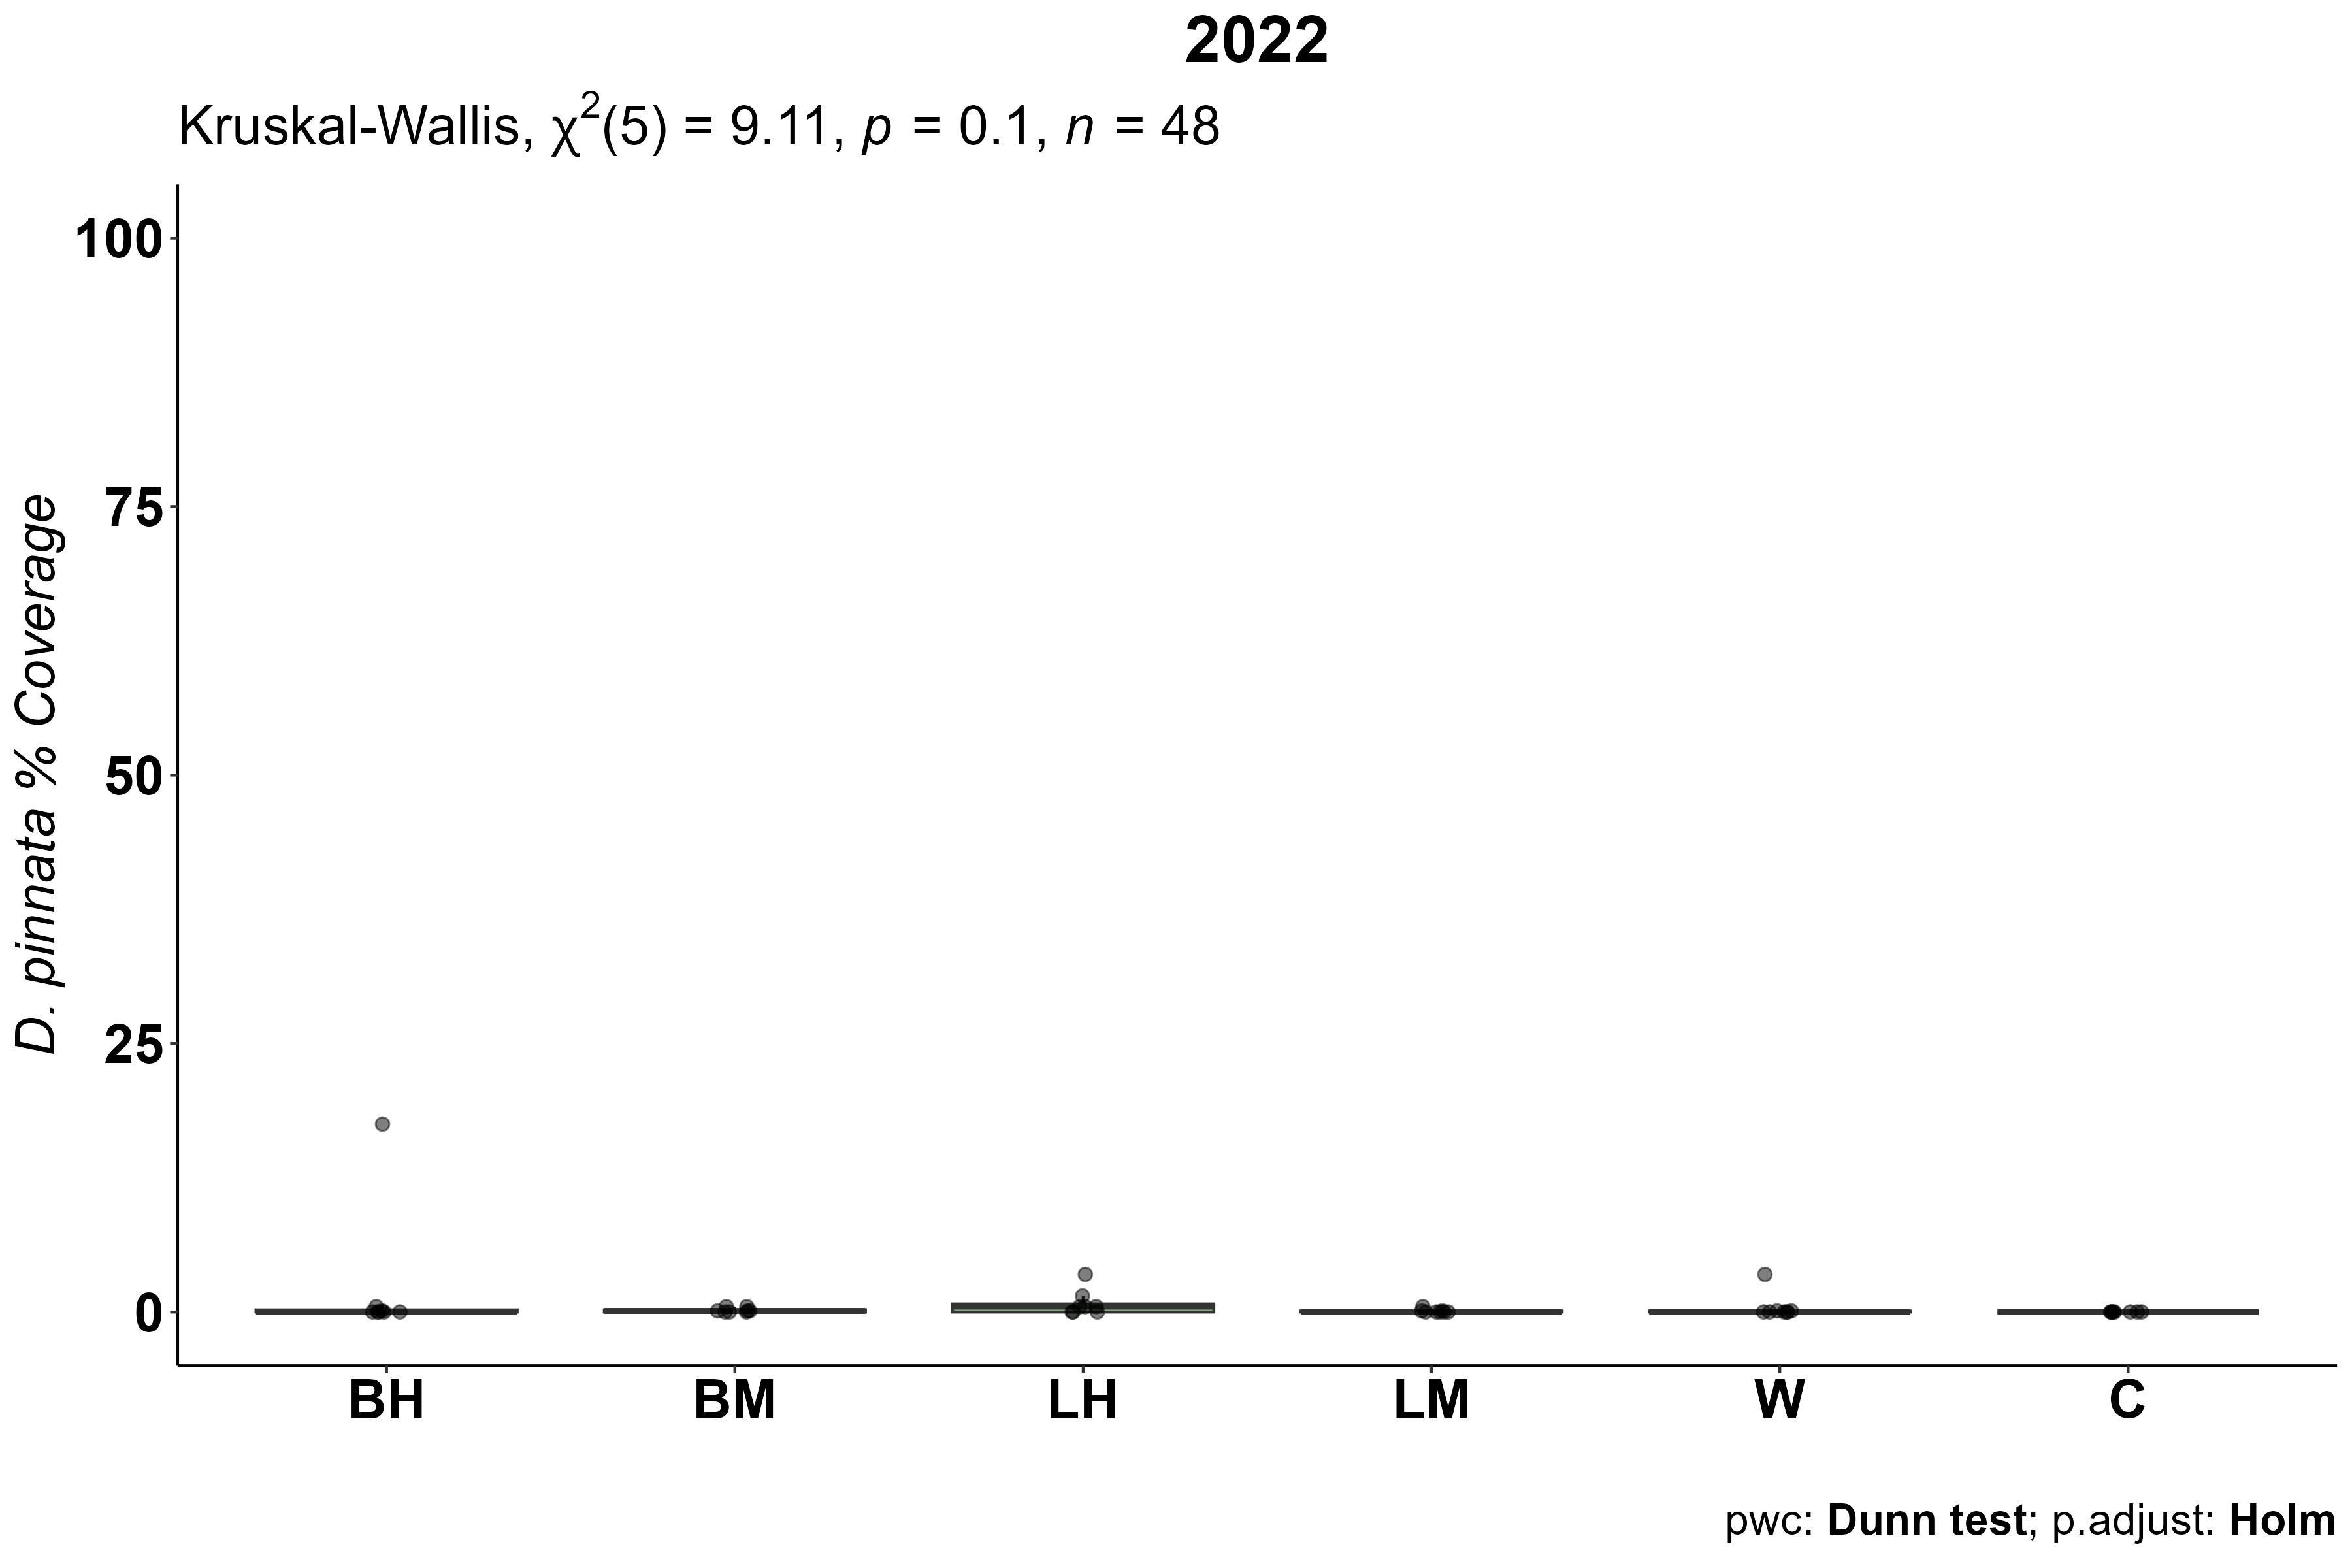 2022
Kruskal-Wallis, χ²(5) = 9.11, p = 0.1, n = 48
D. pinnata % Coverage
100
75
50
25
0
BH BM LH LM W C
pwc: Dunn test; p.adjust: Holm